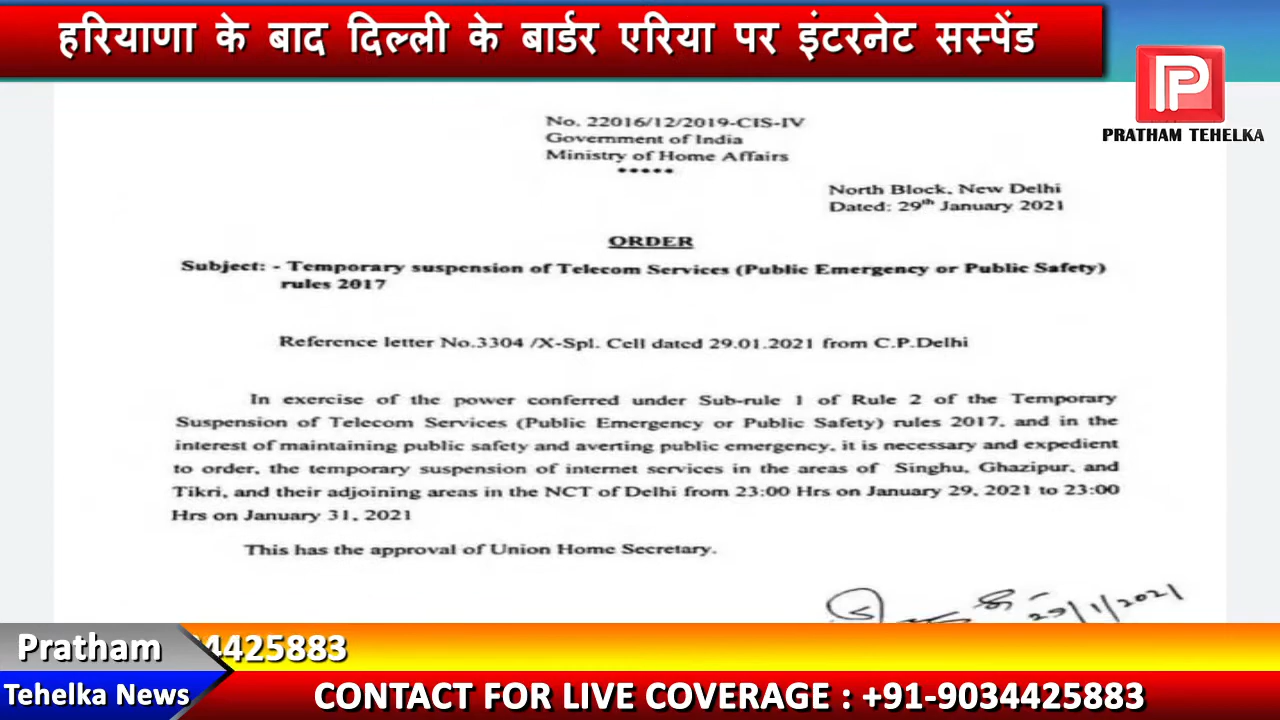 हरियाणा के बाद दिल्ली के बार्डर एरिया पर इंटरनेट सस्पेंड
PRATHAM TEHELKA
No. 22016/12/2019-CIS-IV
Government of India
Ministry of Home Affairs
*****
North Block, New Delhi
Dated: 29th January 2021
ORDER
Subject: - Temporary suspension of Telecom Services (Public Emergency or Public Safety)
rules 2017
Reference letter No.3304 /X-Spl. Cell dated 29.01.2021 from C.P.Delhi
In exercise of the power conferred under Sub-rule 1 of Rule 2 of the Temporary
Suspension of Telecom Services (Public Emergency or Public Safety) rules 2017, and in the
interest of maintaining public safety and averting public emergency, it is necessary and expedient
to order, the temporary suspension of internet services in the areas of Singhu, Ghazipur, and
Tikri, and their adjoining areas in the NCT of Delhi from 23:00 Hrs on January 29, 2021 to 23:00
Hrs on January 31, 2021
This has the approval of Union Home Secretary.
29/1/2021
Pratham
34425883
Tehelka News
CONTACT FOR LIVE COVERAGE : +91-9034425883